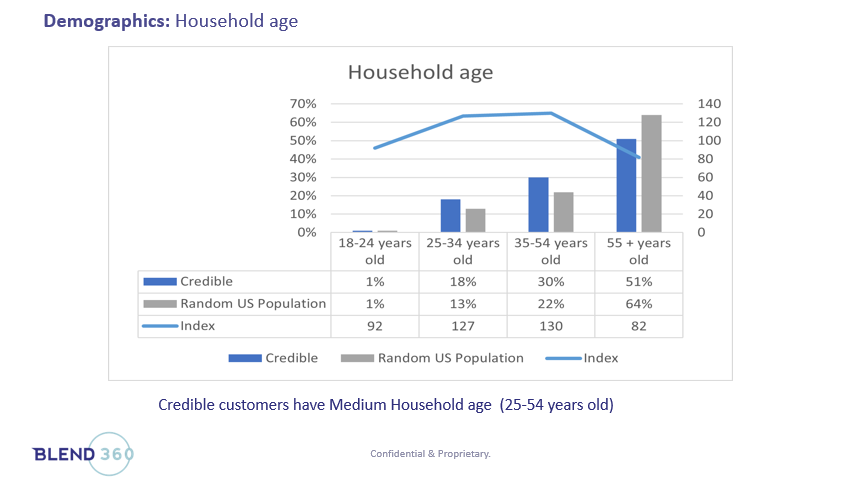 Demographics: Household age
Household age
70%
60%
50%
40%
30%
20%
10%
0%
140
120
100
80
60
40
20
0
18-24 years old
25-34 years old
35-54 years old
55 + years old
Credible 1% 18% 30% 51%
Random US Population 1% 13% 22% 64%
Index 92 127 130 82
Credible Random US Population Index
Credible customers have Medium Household age (25-54 years old)
BLEND 360
Confidential & Proprietary.